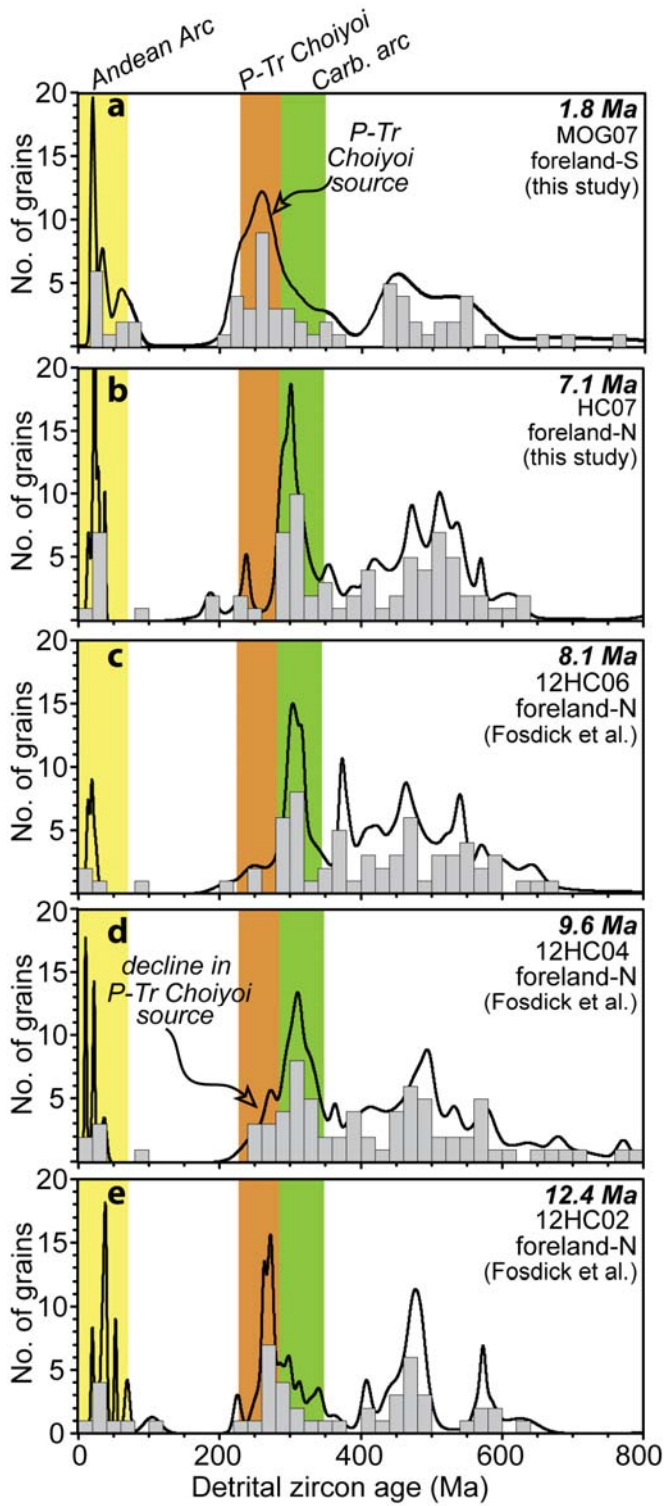 Andean Arc
P-Tr Choiyoi
Carb. arc
a
1.8 Ma
MOG07
foreland-S
(this study)
P-Tr
Choiyoi
source
No. of grains
20
15
10
5
b
7.1 Ma
HC07
foreland-N
(this study)
No. of grains
20
15
10
5
c
8.1 Ma
12HC06
foreland-N
(Fosdick et al.)
No. of grains
20
15
10
5
d
9.6 Ma
12HC04
foreland-N
(Fosdick et al.)
decline in
P-Tr Choiyoi
source
No. of grains
20
15
10
5
e
12.4 Ma
12HC02
foreland-N
(Fosdick et al.)
No. of grains
20
15
10
5
0
0 200 400 600 800
Detrital zircon age (Ma)